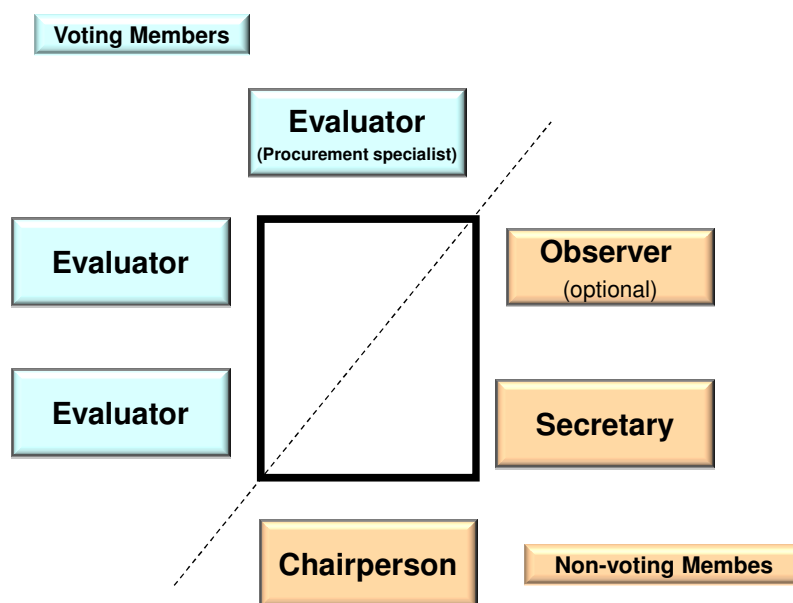 Voting Members
Evaluator
(Procurement specialist)
Evaluator
Observer
(optional)
Evaluator
Secretary
Chairperson
Non-voting Membes